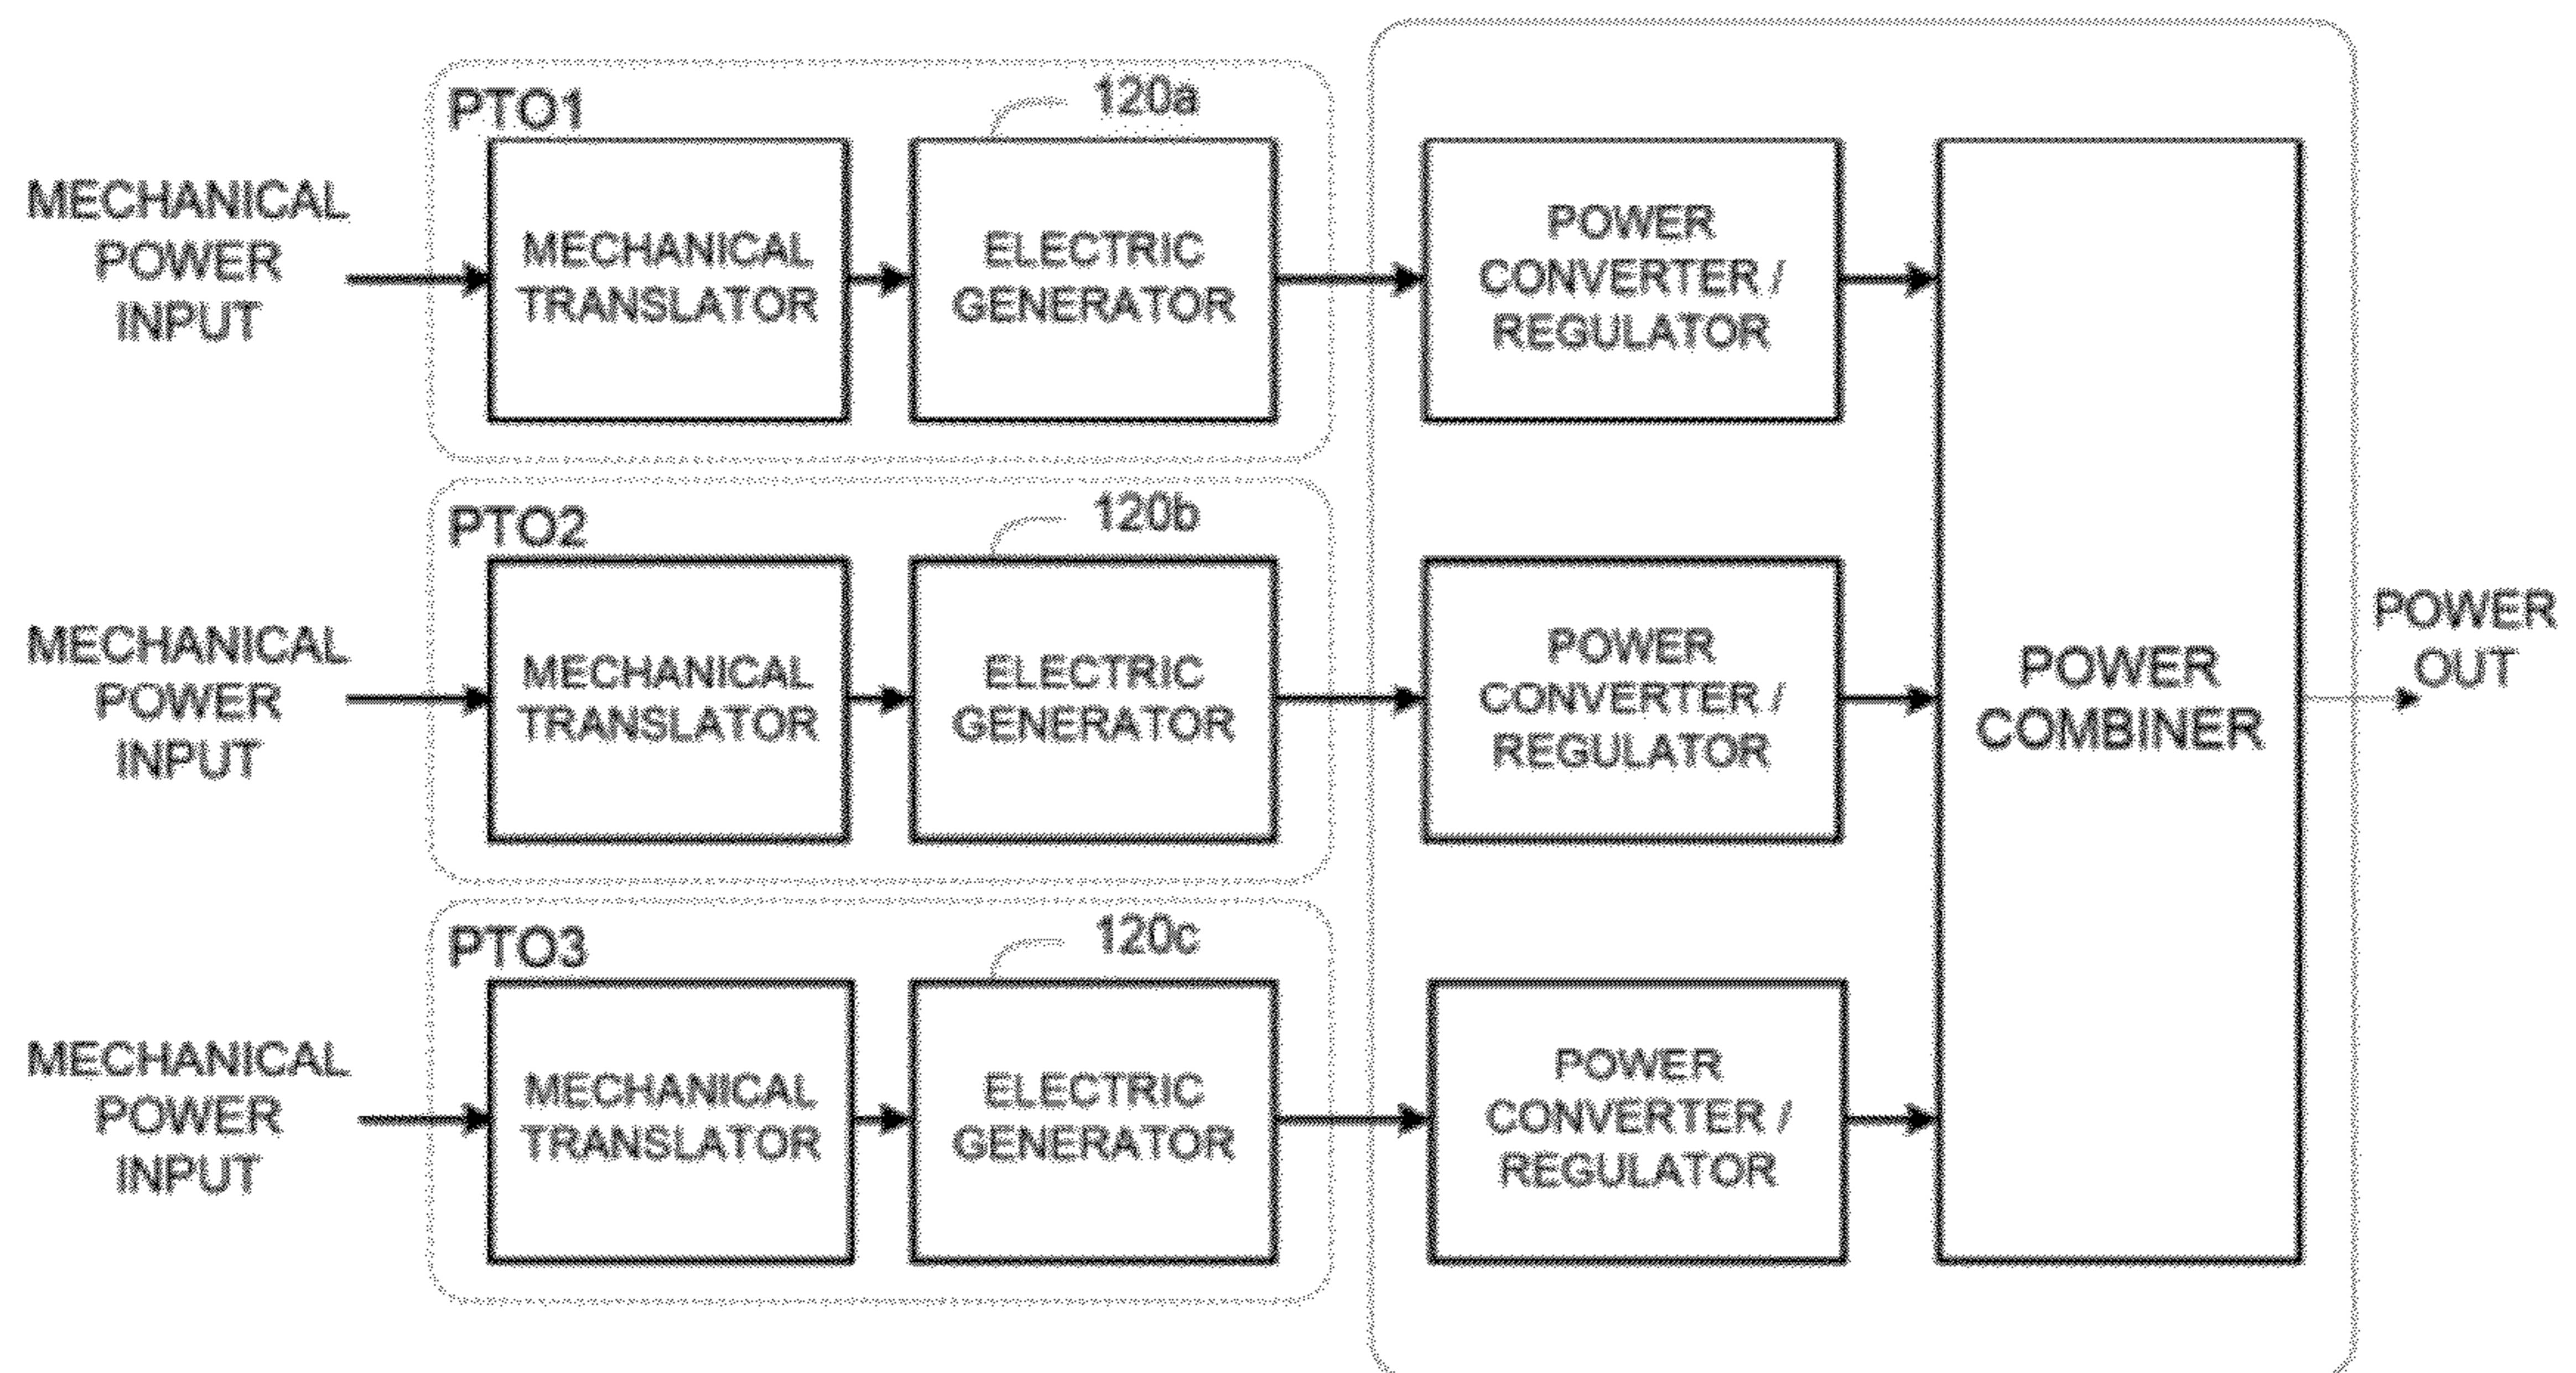 PTO1
120a
MECHANICAL
POWER
INPUT
MECHANICAL
TRANSLATOR
ELECTRIC
GENERATOR
POWER
CONVERTER /
REGULATOR
PTO2
120b
MECHANICAL
POWER
INPUT
MECHANICAL
TRANSLATOR
ELECTRIC
GENERATOR
POWER
CONVERTER /
REGULATOR
POWER
COMBINER
POWER
OUT
PTO3
120c
MECHANICAL
POWER
INPUT
MECHANICAL
TRANSLATOR
ELECTRIC
GENERATOR
POWER
CONVERTER /
REGULATOR